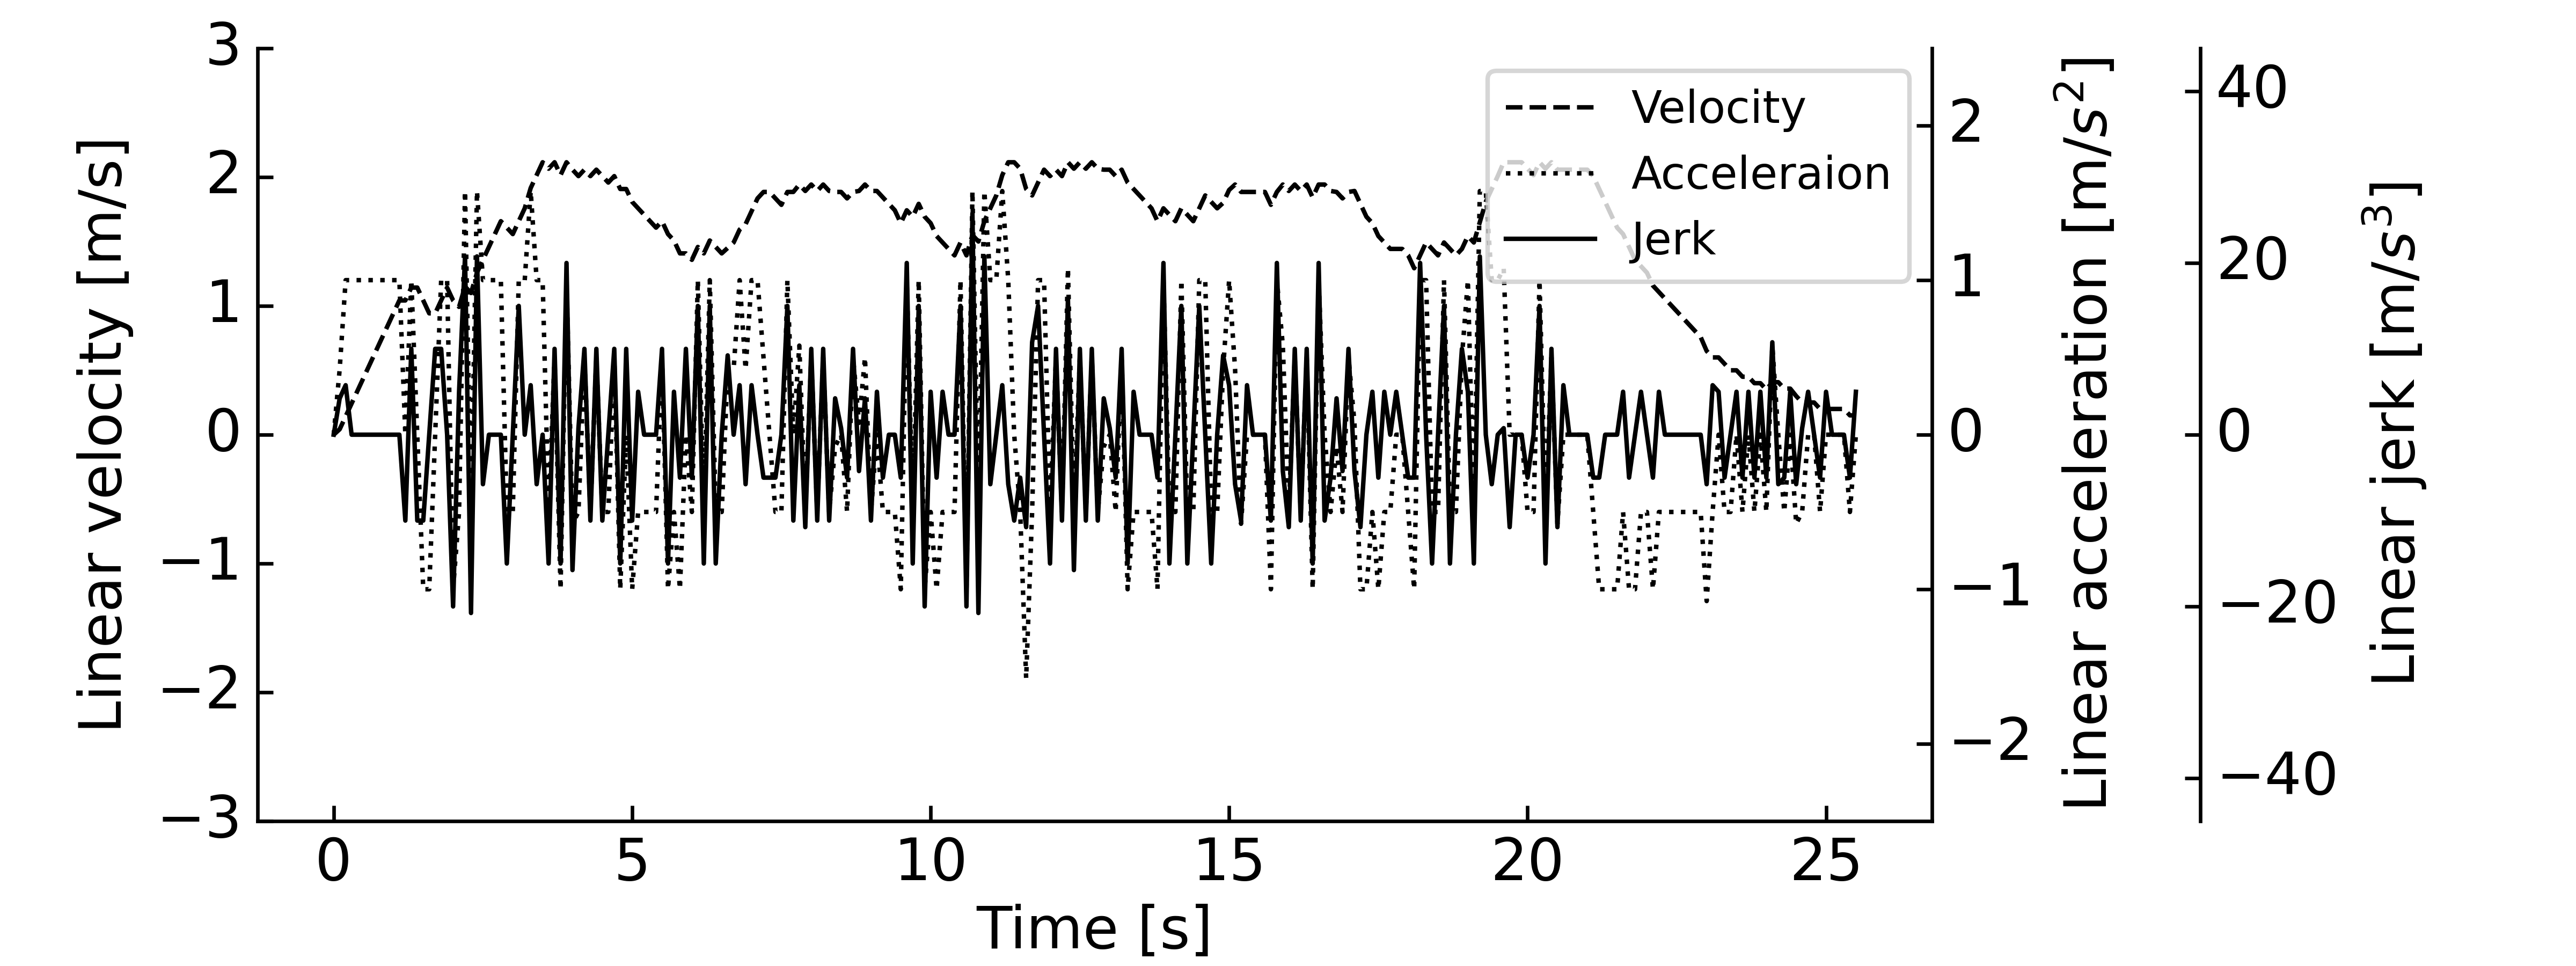 Linear velocity [m/s]
3
2
1
0
−1
−2
−3
0 5 10 15 20 25
Time [s]
Velocity
Acceleraion
Jerk
2
1
0
−1
−2
Linear acceleration [m/s²]
40
20
0
−20
−40
Linear jerk [m/s³]